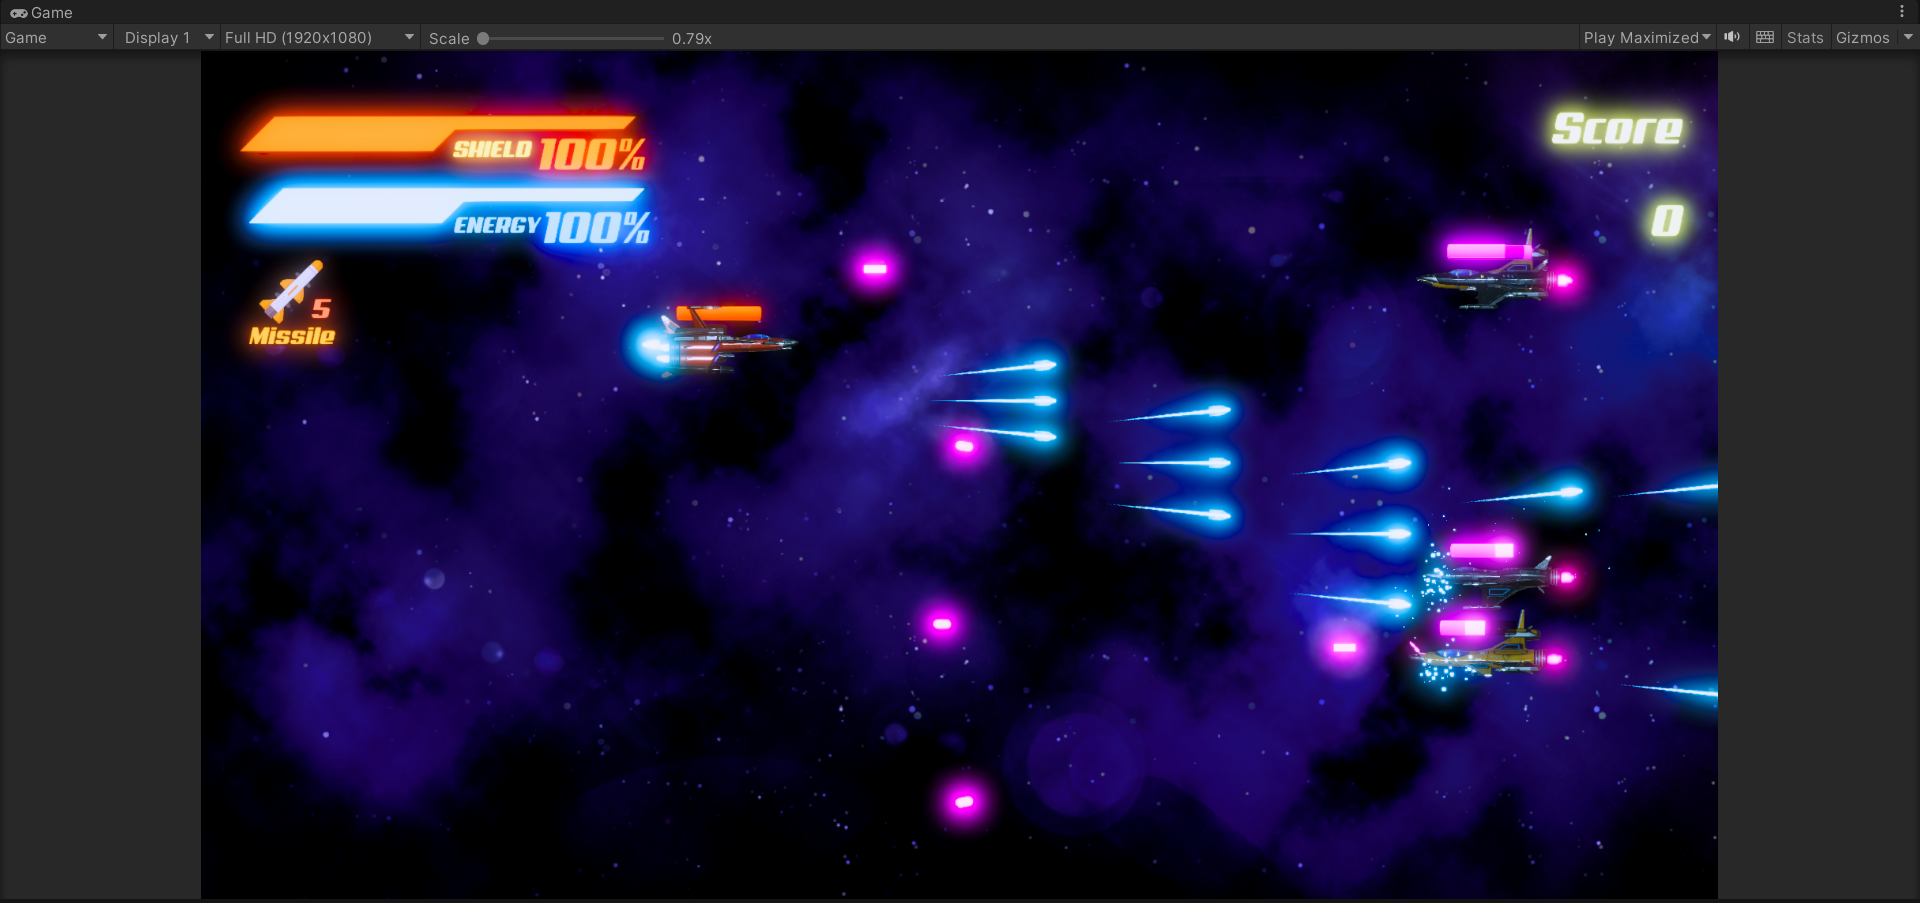 Game
Game Display 1 Full HD (1920x1080) Scale 0.79x Play Maximized Stats Gizmos
SHIELD 100%
ENERGY 100%
5
Missile
Score
0